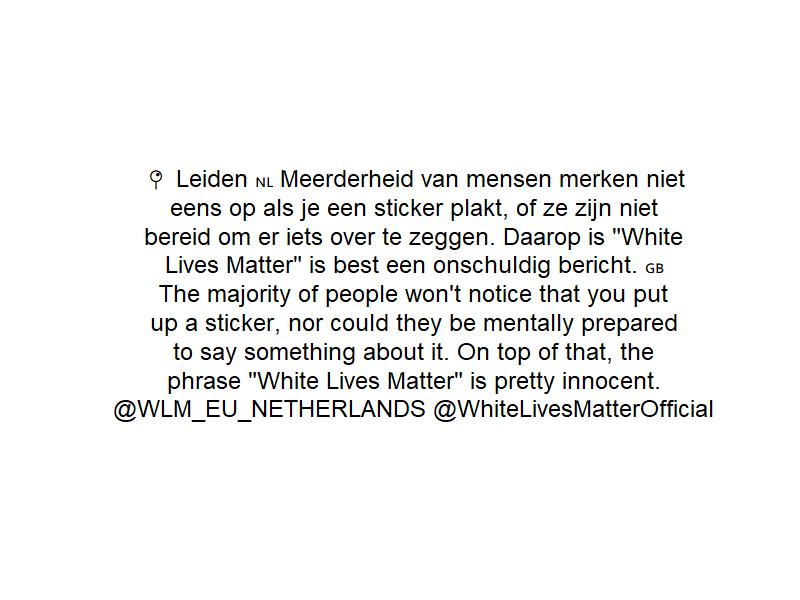 📍 Leiden NL Meerderheid van mensen merken niet
eens op als je een sticker plakt, of ze zijn niet
bereid om er iets over te zeggen. Daarop is "White
Lives Matter" is best een onschuldig bericht. GB
The majority of people won't notice that you put
up a sticker, nor could they be mentally prepared
to say something about it. On top of that, the
phrase "White Lives Matter" is pretty innocent.
@WLM_EU_NETHERLANDS @WhiteLivesMatterOfficial